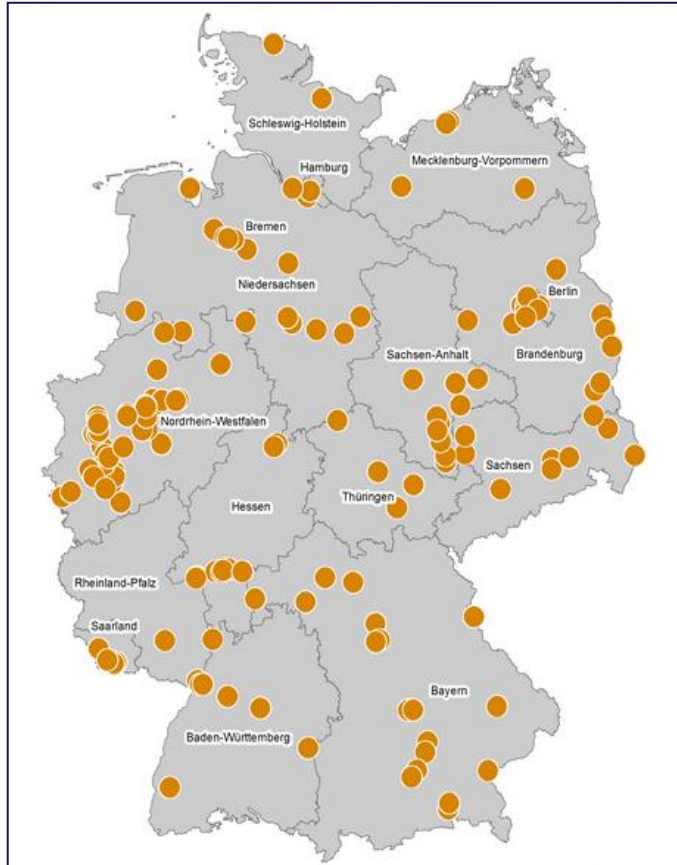 Schleswig-Holstein
Hamburg
Mecklenburg-Vorpommern
Bremen
Niedersachsen
Berlin
Brandenburg
Sachsen-Anhalt
Nordrhein-Westfalen
Sachsen
Thüringen
Hessen
Rheinland-Pfalz
Saarland
Bayern
Baden-Württemberg